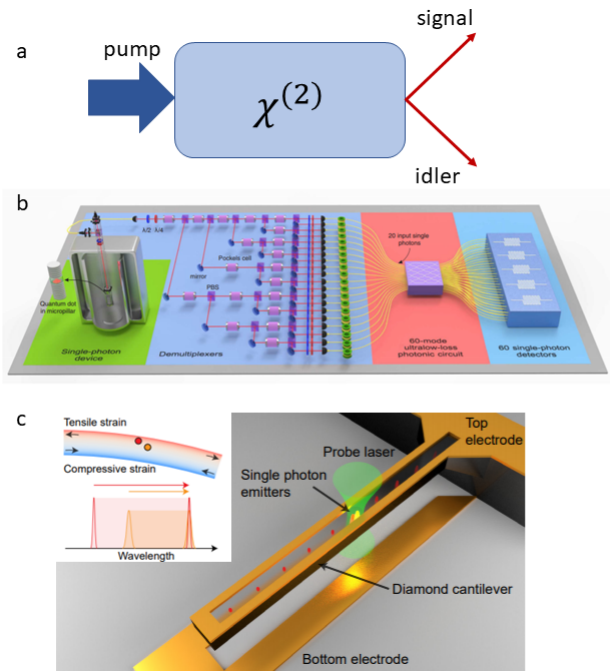 a
pump
signal
χ(2)
idler
b
λ/2 λ/4
20 input single
photons
Pockels cell
mirror
PBS
Quantum dot
in micropillar
Single-photon
device
Demultiplexers
60-mode
ultralow-loss
photonic circuit
60 single-photon
detectors
c
Tensile strain
Compressive strain
Wavelength
Top
electrode
Probe laser
Single photon
emitters
Diamond cantilever
Bottom electrode